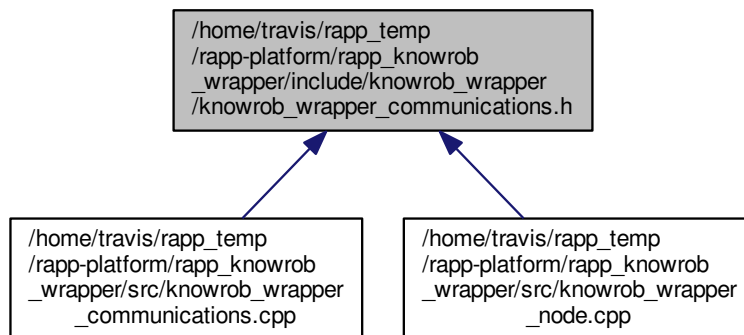 /home/travis/rapp_temp
/rapp-platform/rapp_knowrob
_wrapper/include/knowrob_wrapper
/knowrob_wrapper_communications.h
/home/travis/rapp_temp
/rapp-platform/rapp_knowrob
_wrapper/src/knowrob_wrapper
_communications.cpp
/home/travis/rapp_temp
/rapp-platform/rapp_knowrob
_wrapper/src/knowrob_wrapper
_node.cpp